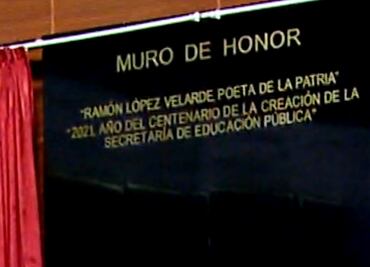 MURO DE HONOR
"RAMÓN LÓPEZ VELARDE POETA DE LA PATRIA"
"2021, AÑO DEL CENTENARIO DE LA CREACIÓN DE LA
SECRETARÍA DE EDUCACIÓN PÚBLICA"